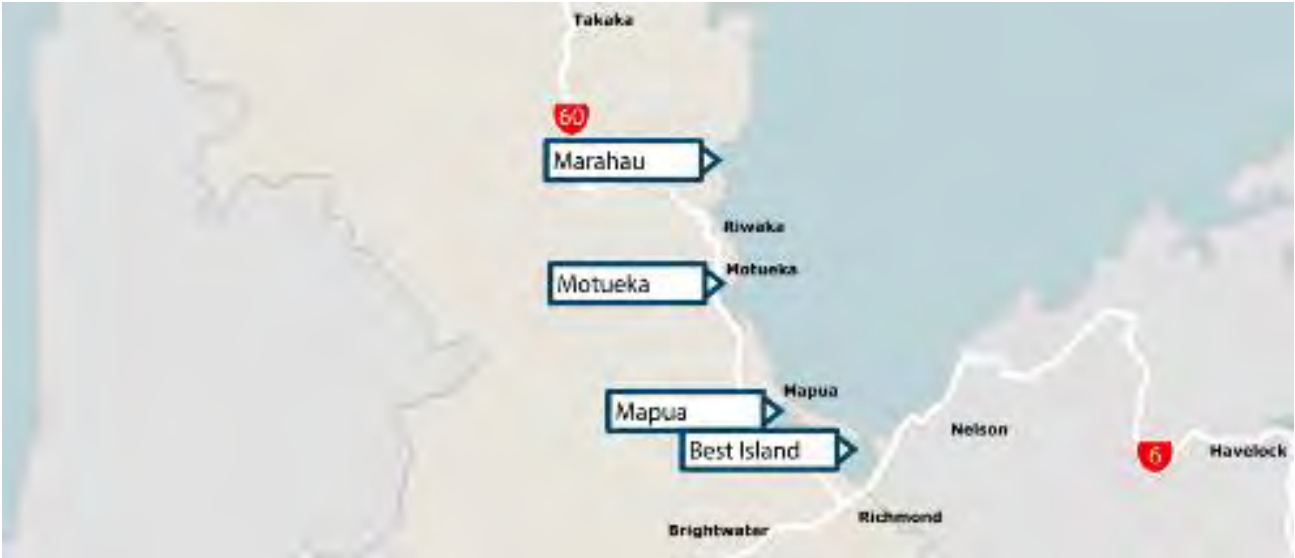 Takaka
60
Marahau
Riwaka
Motueka
Motueka
Mapua
Mapua
Best Island
Nelson
6
Havelock
Richmond
Brightwater